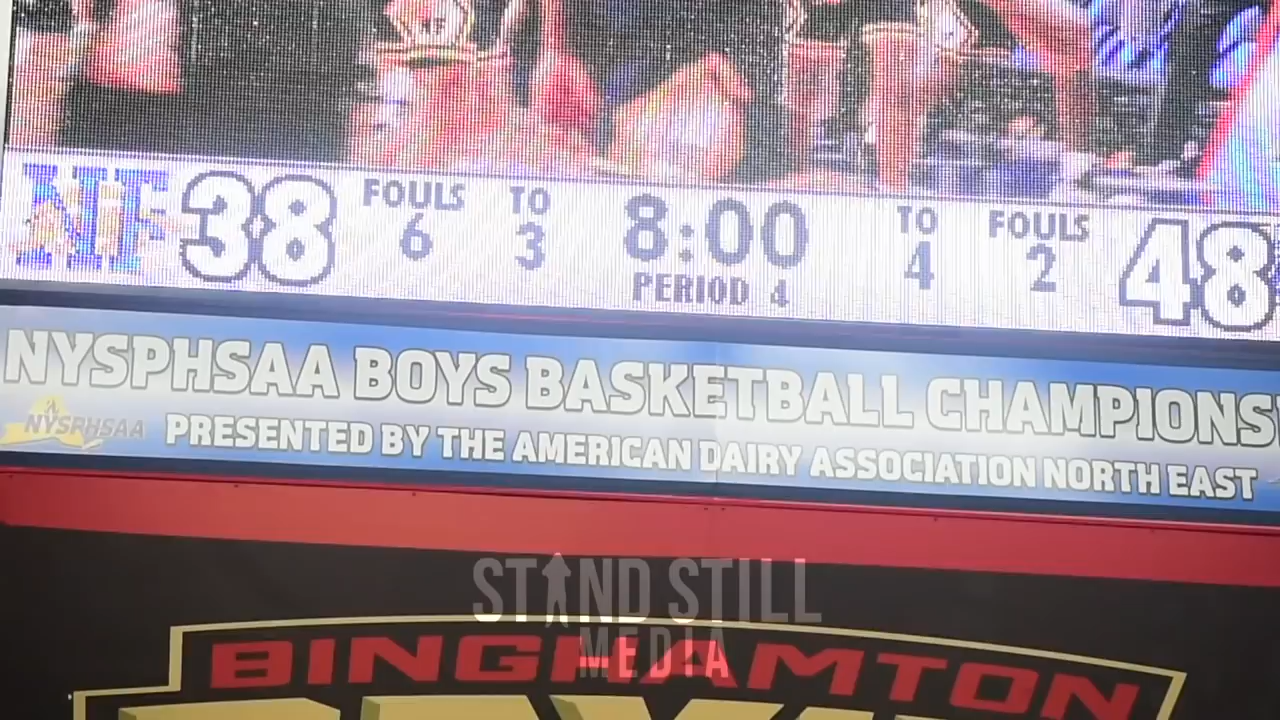 NF 38 FOULS 6 TO 3 8:00 PERIOD 4 TO 4 FOULS 2 48
NYSPHSAA BOYS BASKETBALL CHAMPIONS
NYSPHSAA PRESENTED BY THE AMERICAN DAIRY ASSOCIATION NORTH EAST
STAND STILL
MEDIA
BINGHAMTON